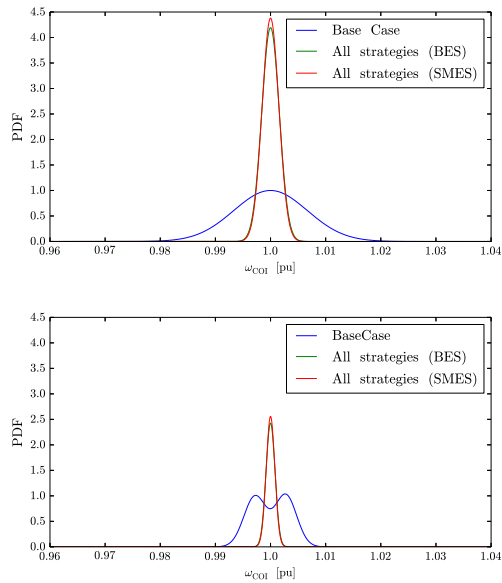 4.5
4.0
3.5
3.0
2.5
2.0
1.5
1.0
0.5
0.0
PDF
Base Case
All strategies (BES)
All strategies (SMES)
0.96 0.97 0.98 0.99 1.0 1.01 1.02 1.03 1.04
ω_COI [pu]
4.5
4.0
3.5
3.0
2.5
2.0
1.5
1.0
0.5
0.0
PDF
BaseCase
All strategies (BES)
All strategies (SMES)
0.96 0.97 0.98 0.99 1.0 1.01 1.02 1.03 1.04
ω_COI [pu]